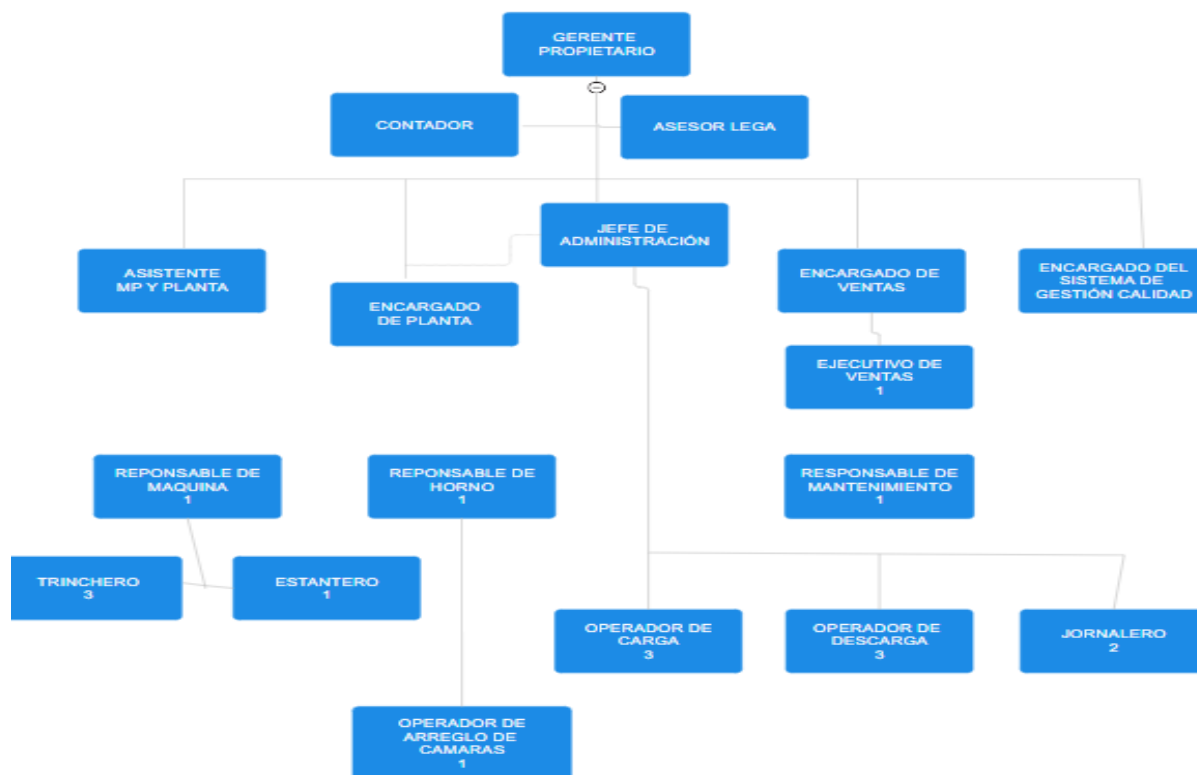 GERENTE
PROPIETARIO
CONTADOR
ASESOR LEGA
JEFE DE
ADMINISTRACIÓN
ASISTENTE
MP Y PLANTA
ENCARGADO
DE PLANTA
ENCARGADO DE
VENTAS
ENCARGADO DEL
SISTEMA DE
GESTIÓN CALIDAD
EJECUTIVO DE
VENTAS
1
REPONSABLE DE
MAQUINA
1
REPONSABLE DE
HORNO
1
RESPONSABLE DE
MANTENIMIENTO
1
TRINCHERO
3
ESTANTERO
1
OPERADOR DE
CARGA
3
OPERADOR DE
DESCARGA
3
JORNALERO
2
OPERADOR DE
ARREGLO DE
CAMARAS
1